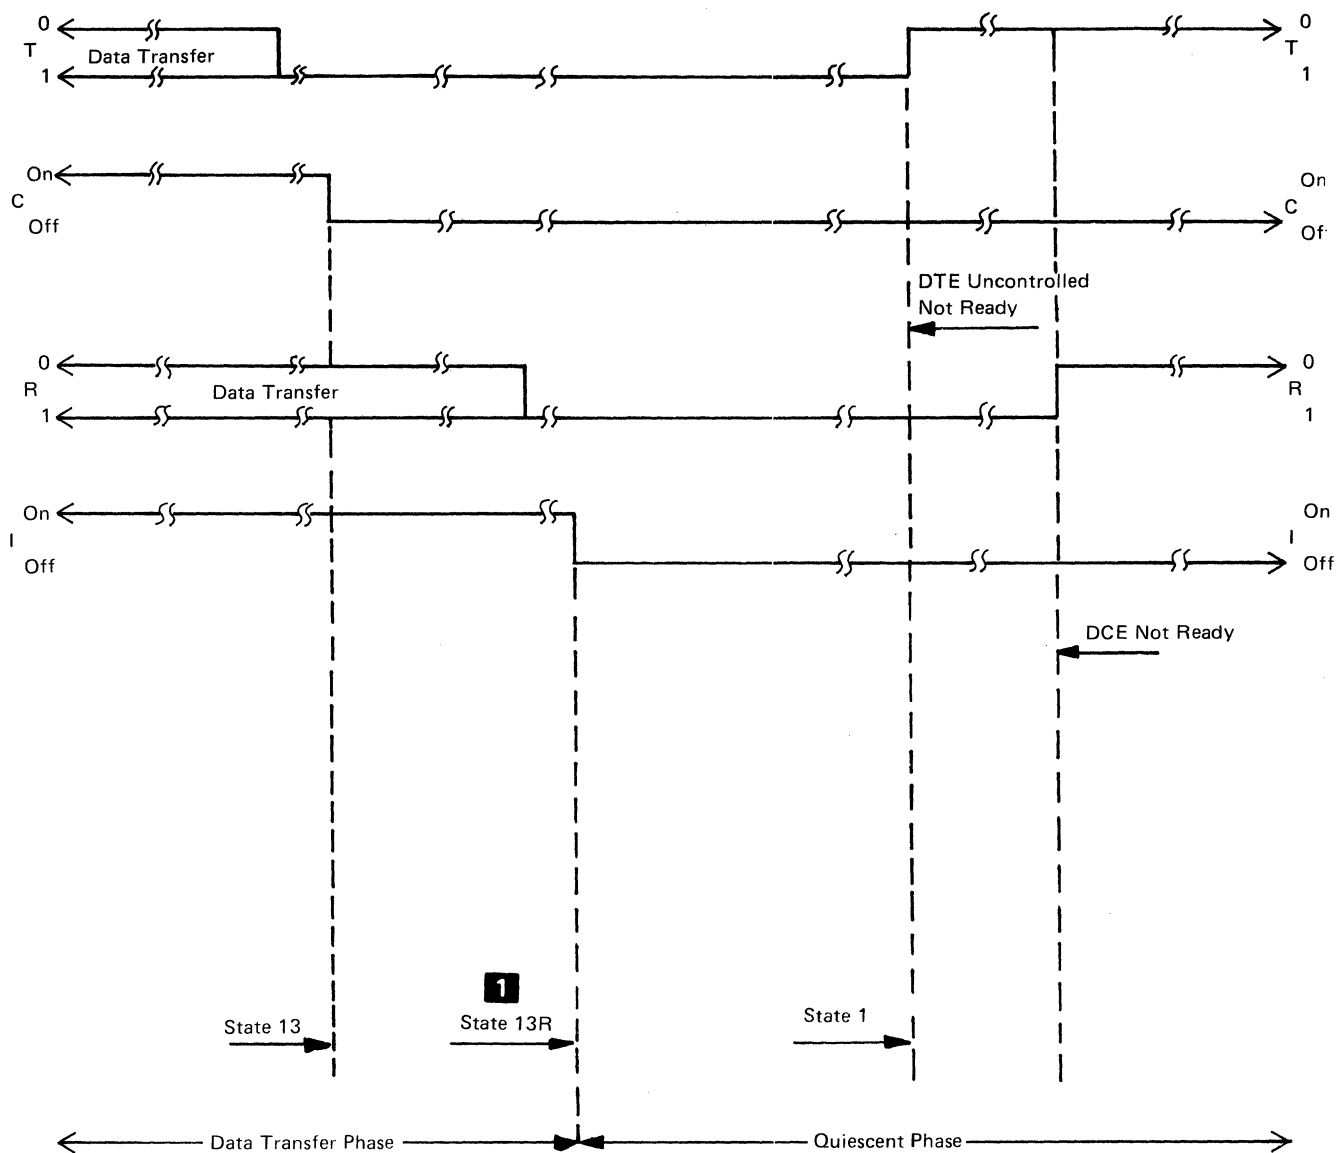 0 0
T T
Data Transfer
1 1
On On
C C
Off Of
DTE Uncontrolled
Not Ready
0 0
R Data Transfer R
1 1
On On
I I
Off Off
DCE Not Ready
1
State 13 State 13R State 1
Data Transfer Phase Quiescent Phase